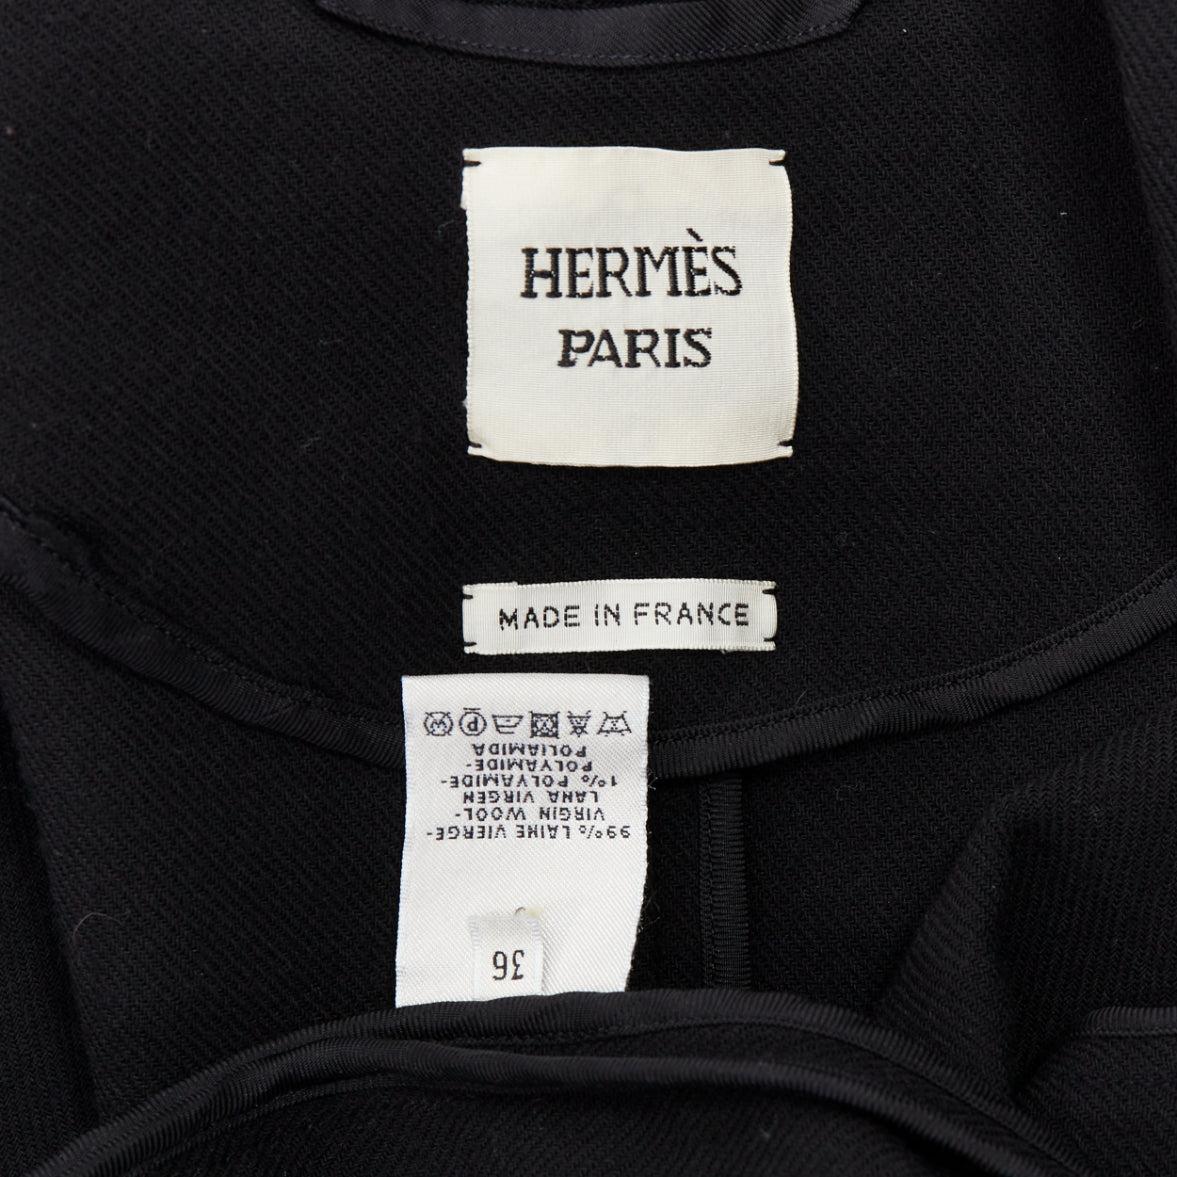 HERMÈS
PARIS
MADE IN FRANCE
99% LAINE VIERGE-
VIRGIN WOOL-
LANA VIRGEN
1% POLYAMIDE-
POLYAMIDE-
POLIAMIDA
P W
36